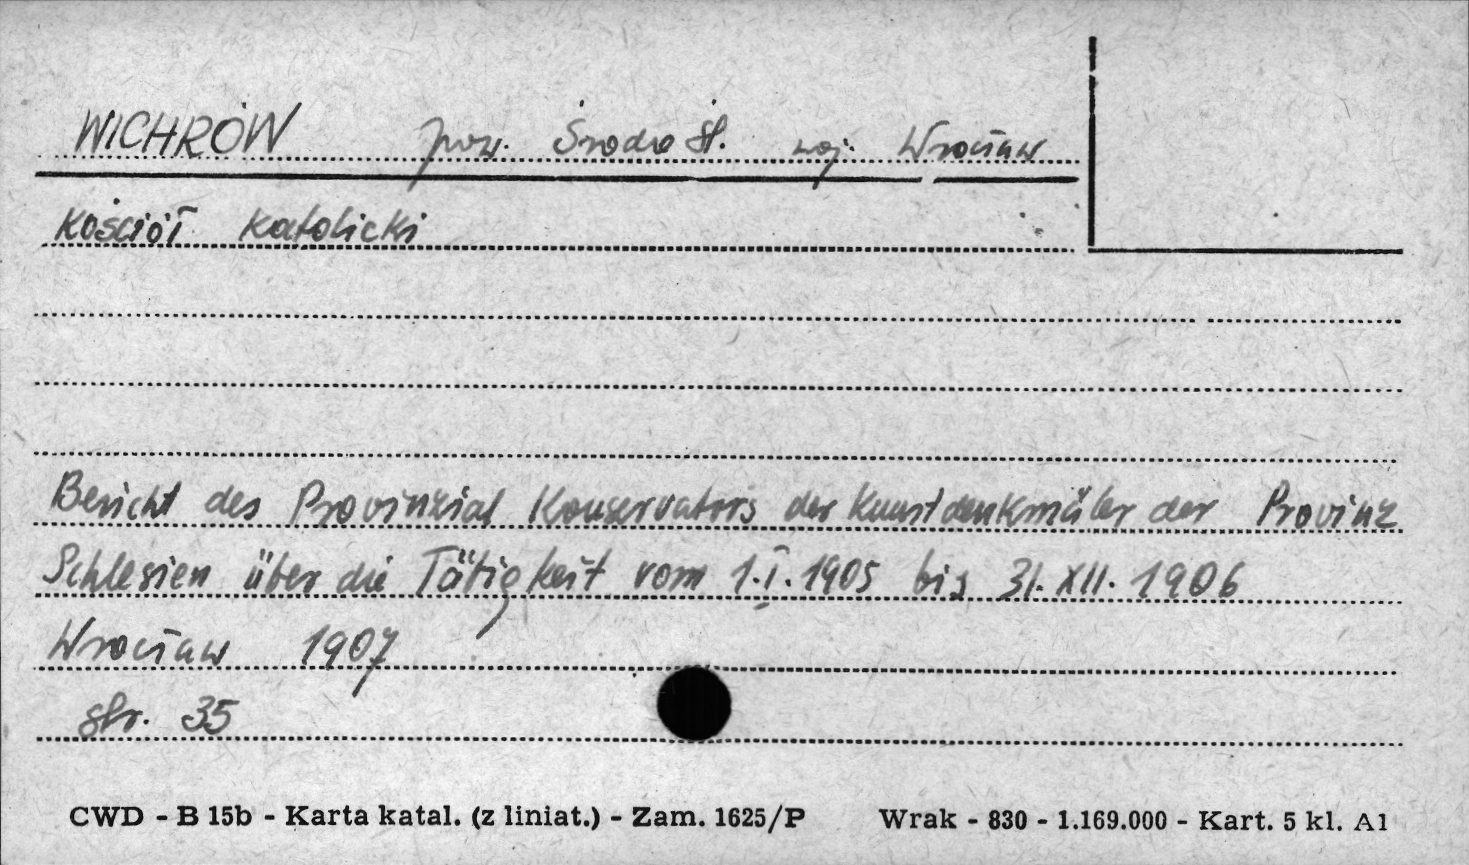 WICHRÓW pow. Środa Śl. woj. Wrocław
Kościół katolicki
Bericht des Provinzial Konservators der Kunstdenkmäler der Provinz
Schlesien über die Tätigkeit vom 1.I.1905 bis 31.XII.1906
Wrocław 1907
str. 35
CWD - B 15b - Karta katal. (z liniat.) - Zam. 1625/P Wrak - 830 - 1.169.000 - Kart. 5 kl. A1